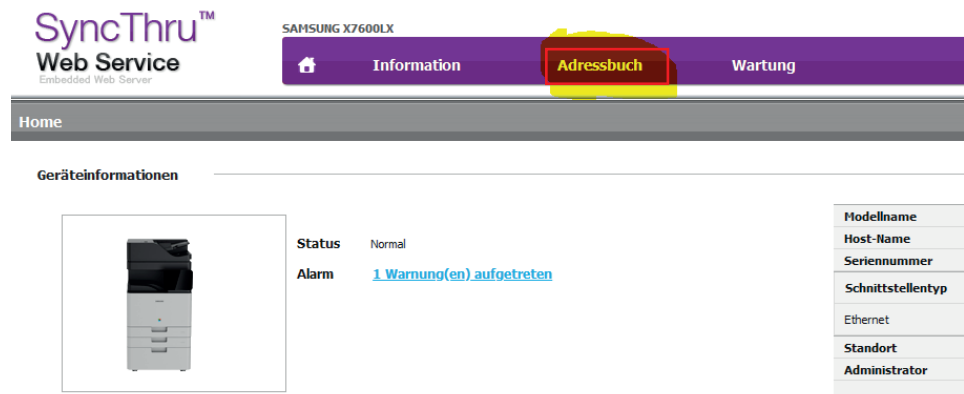 SyncThru™
Web Service
Embedded Web Server
SAMSUNG X7600LX
Information Adressbuch Wartung
Home
Geräteinformationen
Status Normal
Alarm 1 Warnung(en) aufgetreten
Modellname
Host-Name
Seriennummer
Schnittstellentyp
Ethernet
Standort
Administrator